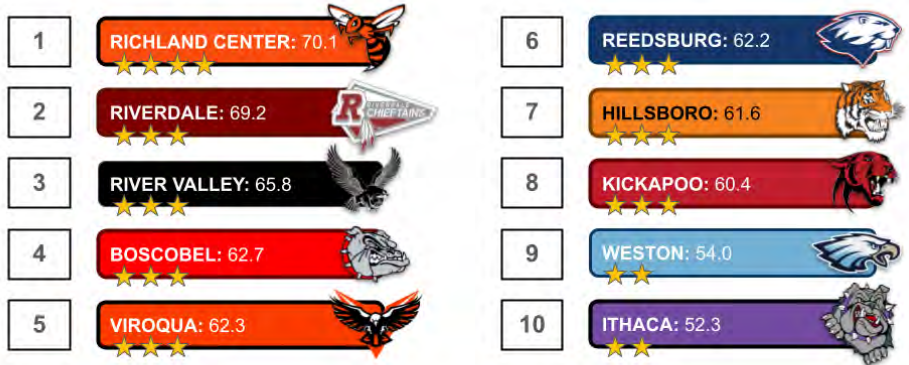 1
RICHLAND CENTER: 70.1
2
RIVERDALE: 69.2
R
RIVERDALE
CHIEFTAINS
3
RIVER VALLEY: 65.8
4
BOSCOBEL: 62.7
5
VIROQUA: 62.3
6
REEDSBURG: 62.2
7
HILLSBORO: 61.6
8
KICKAPOO: 60.4
9
WESTON: 54.0
10
ITHACA: 52.3